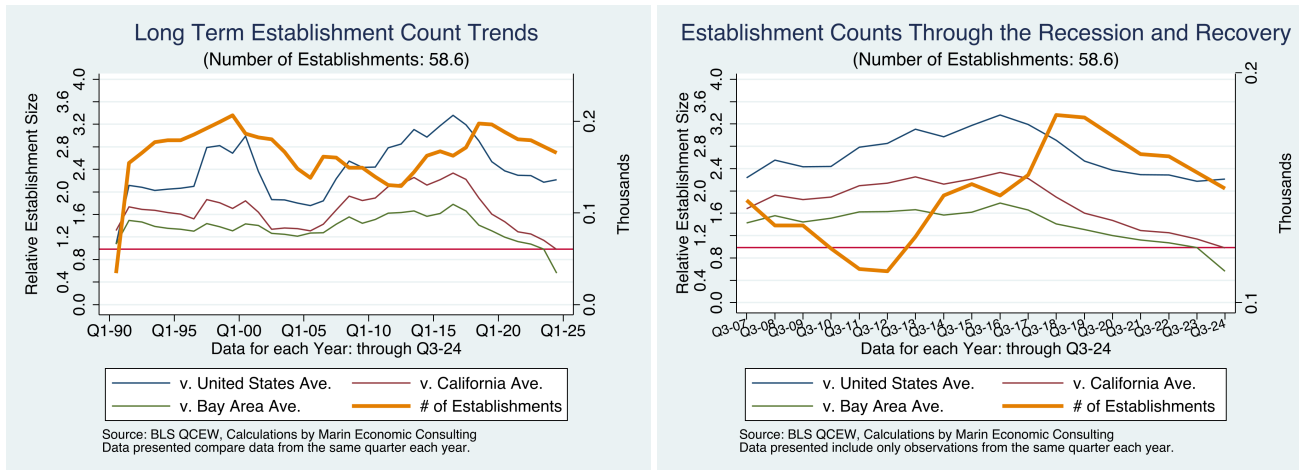 Long Term Establishment Count Trends
(Number of Establishments: 58.6)
Relative Establishment Size
4.0
3.6
3.2
2.8
2.4
2.0
1.6
1.2
0.8
0.4
0.0
0.2
0.1
0.0
Thousands
Q1-90 Q1-95 Q1-00 Q1-05 Q1-10 Q1-15 Q1-20 Q1-25
Data for each Year: through Q3-24
v. United States Ave. v. California Ave.
v. Bay Area Ave. # of Establishments
Source: BLS QCEW, Calculations by Marin Economic Consulting
Data presented compare data from the same quarter each year.
Establishment Counts Through the Recession and Recovery
(Number of Establishments: 58.6)
Relative Establishment Size
4.0
3.6
3.2
2.8
2.4
2.0
1.6
1.2
0.8
0.4
0.0
0.2
0.1
Thousands
Q3-07 Q3-08 Q3-09 Q3-10 Q3-11 Q3-12 Q3-13 Q3-14 Q3-15 Q3-16 Q3-17 Q3-18 Q3-19 Q3-20 Q3-21 Q3-22 Q3-23 Q3-24
Data for each Year: through Q3-24
v. United States Ave. v. California Ave.
v. Bay Area Ave. # of Establishments
Source: BLS QCEW, Calculations by Marin Economic Consulting
Data presented include only observations from the same quarter each year.